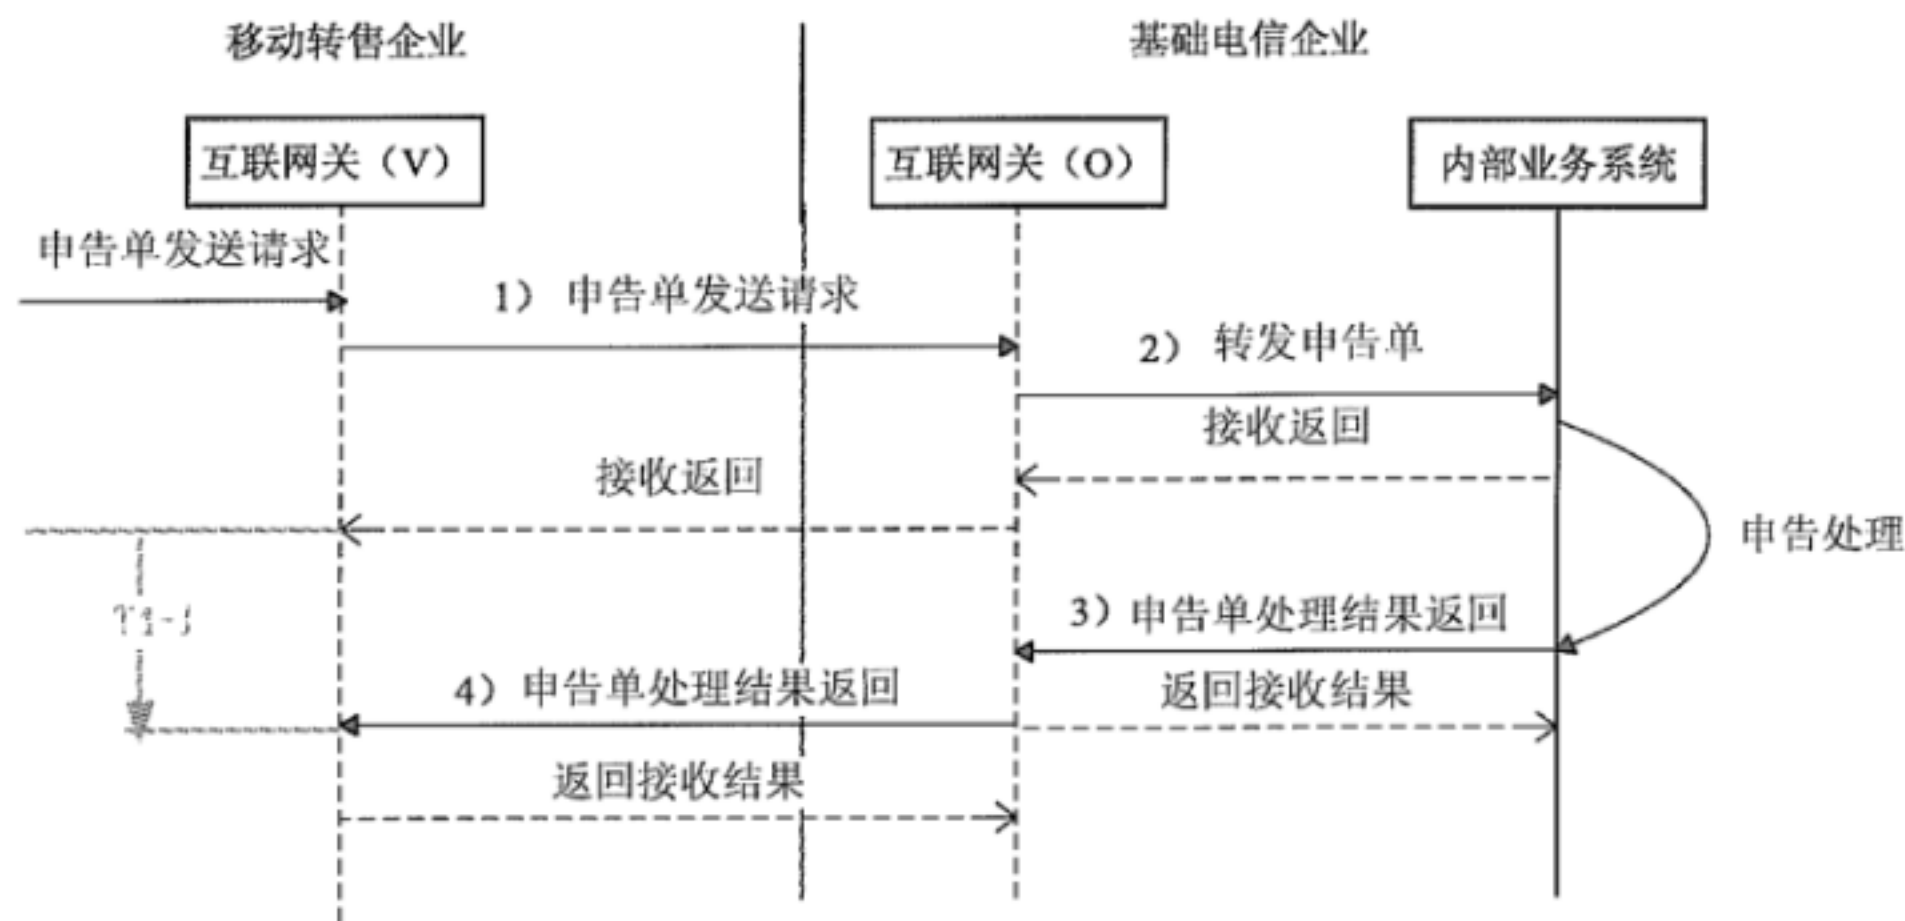 移动转售企业
基础电信企业
互联网关（V）
互联网关（O）
内部业务系统
申告单发送请求
1） 申告单发送请求
2） 转发申告单
接收返回
接收返回
申告处理
3）申告单处理结果返回
4）申告单处理结果返回
返回接收结果
返回接收结果